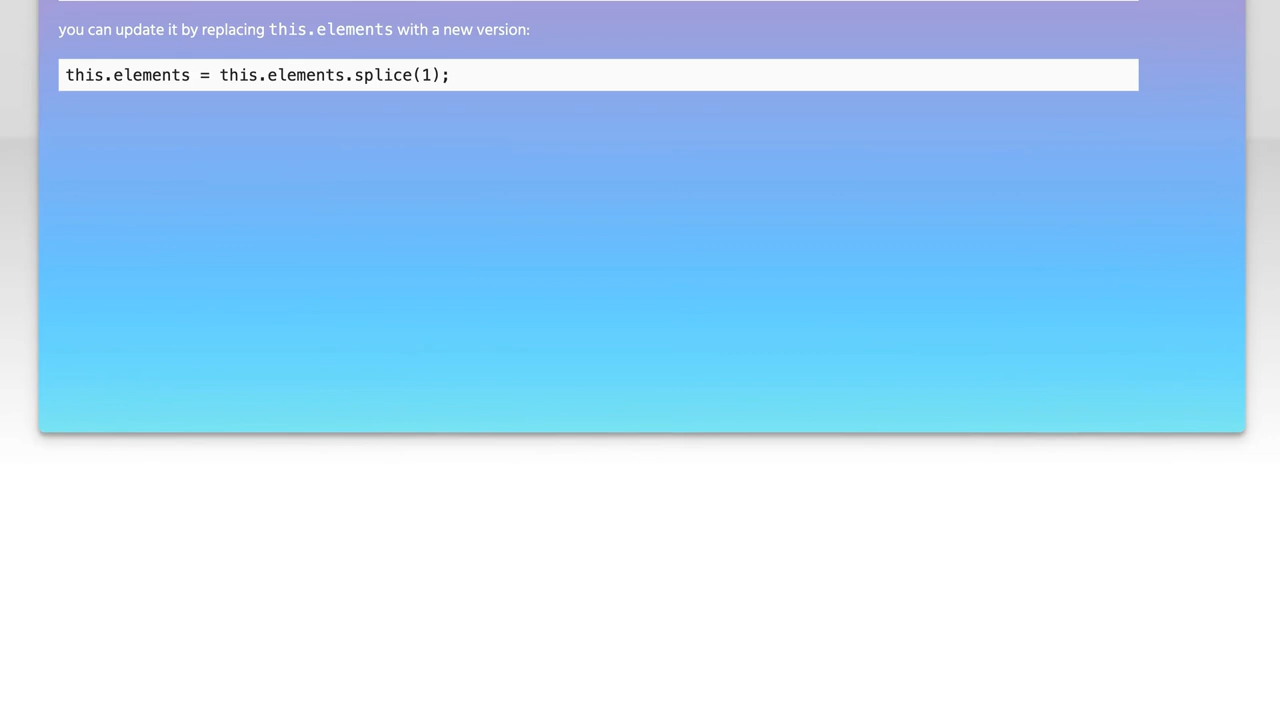 you can update it by replacing this.elements with a new version:
this.elements = this.elements.splice(1);